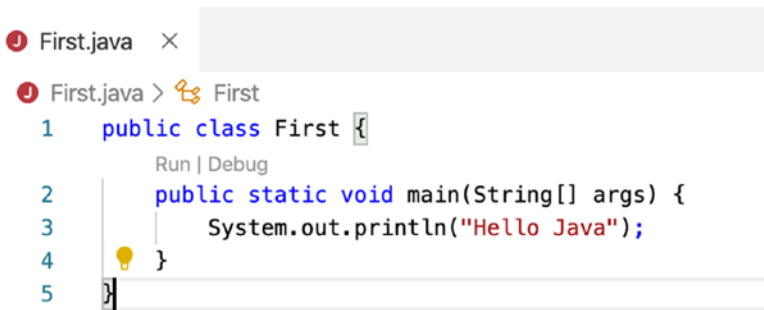 J First.java ×
J First.java > First
1 public class First {
Run | Debug
2 public static void main(String[] args) {
3 System.out.println("Hello Java");
4 }
5 }